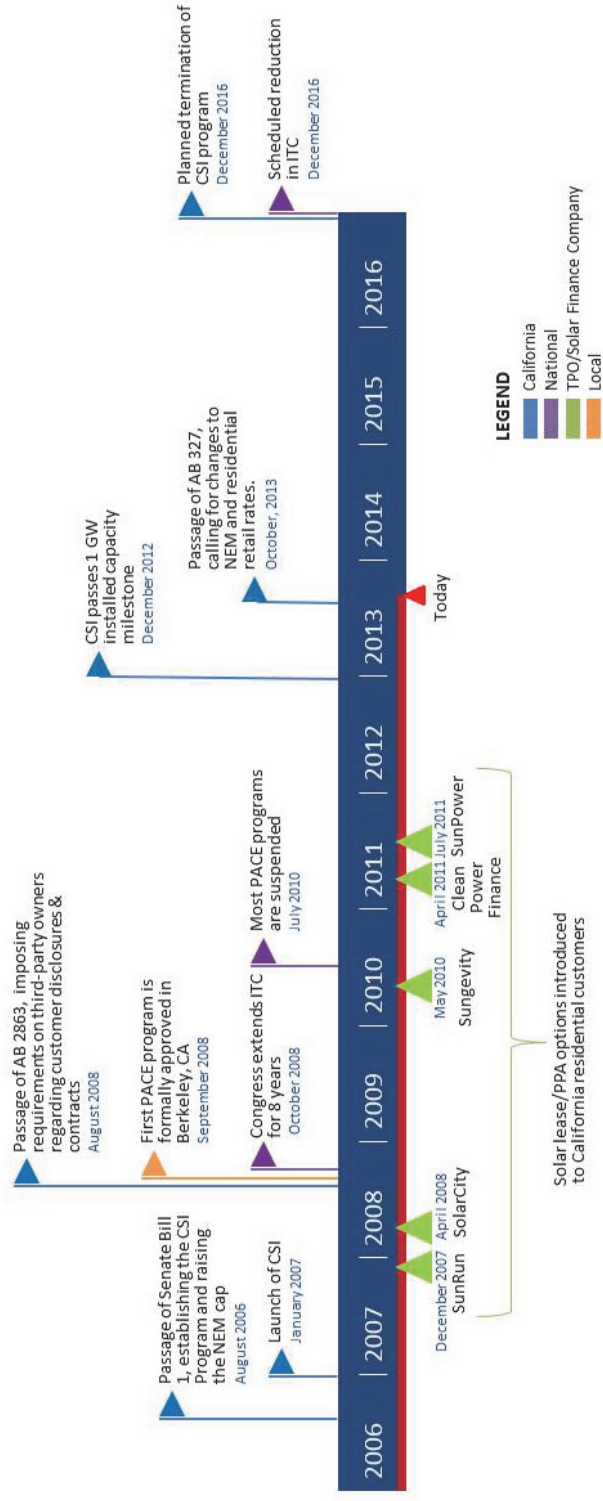 Passage of Senate Bill
1, establishing the CSI
Program and raising
the NEM cap
August 2006
Launch of CSI
January 2007
Passage of AB 2863, imposing
requirements on third-party owners
regarding customer disclosures &
contracts
August 2008
First PACE program is
formally approved in
Berkeley, CA
September 2008
Congress extends ITC
for 8 years
October 2008
Most PACE programs
are suspended
July 2010
CSI passes 1 GW
installed capacity
milestone
December 2012
Passage of AB 327,
calling for changes to
NEM and residential
retail rates.
October, 2013
Planned termination of
CSI program
December 2016
Scheduled reduction
in ITC
December 2016
2006
2007
2008
2009
2010
2011
2012
2013
2014
2015
2016
December 2007
SunRun
April 2008
SolarCity
May 2010
Sungevity
April 2011
Clean
Power
Finance
July 2011
SunPower
Today
Solar lease/PPA options introduced
to California residential customers
LEGEND
California
National
TPO/Solar Finance Company
Local